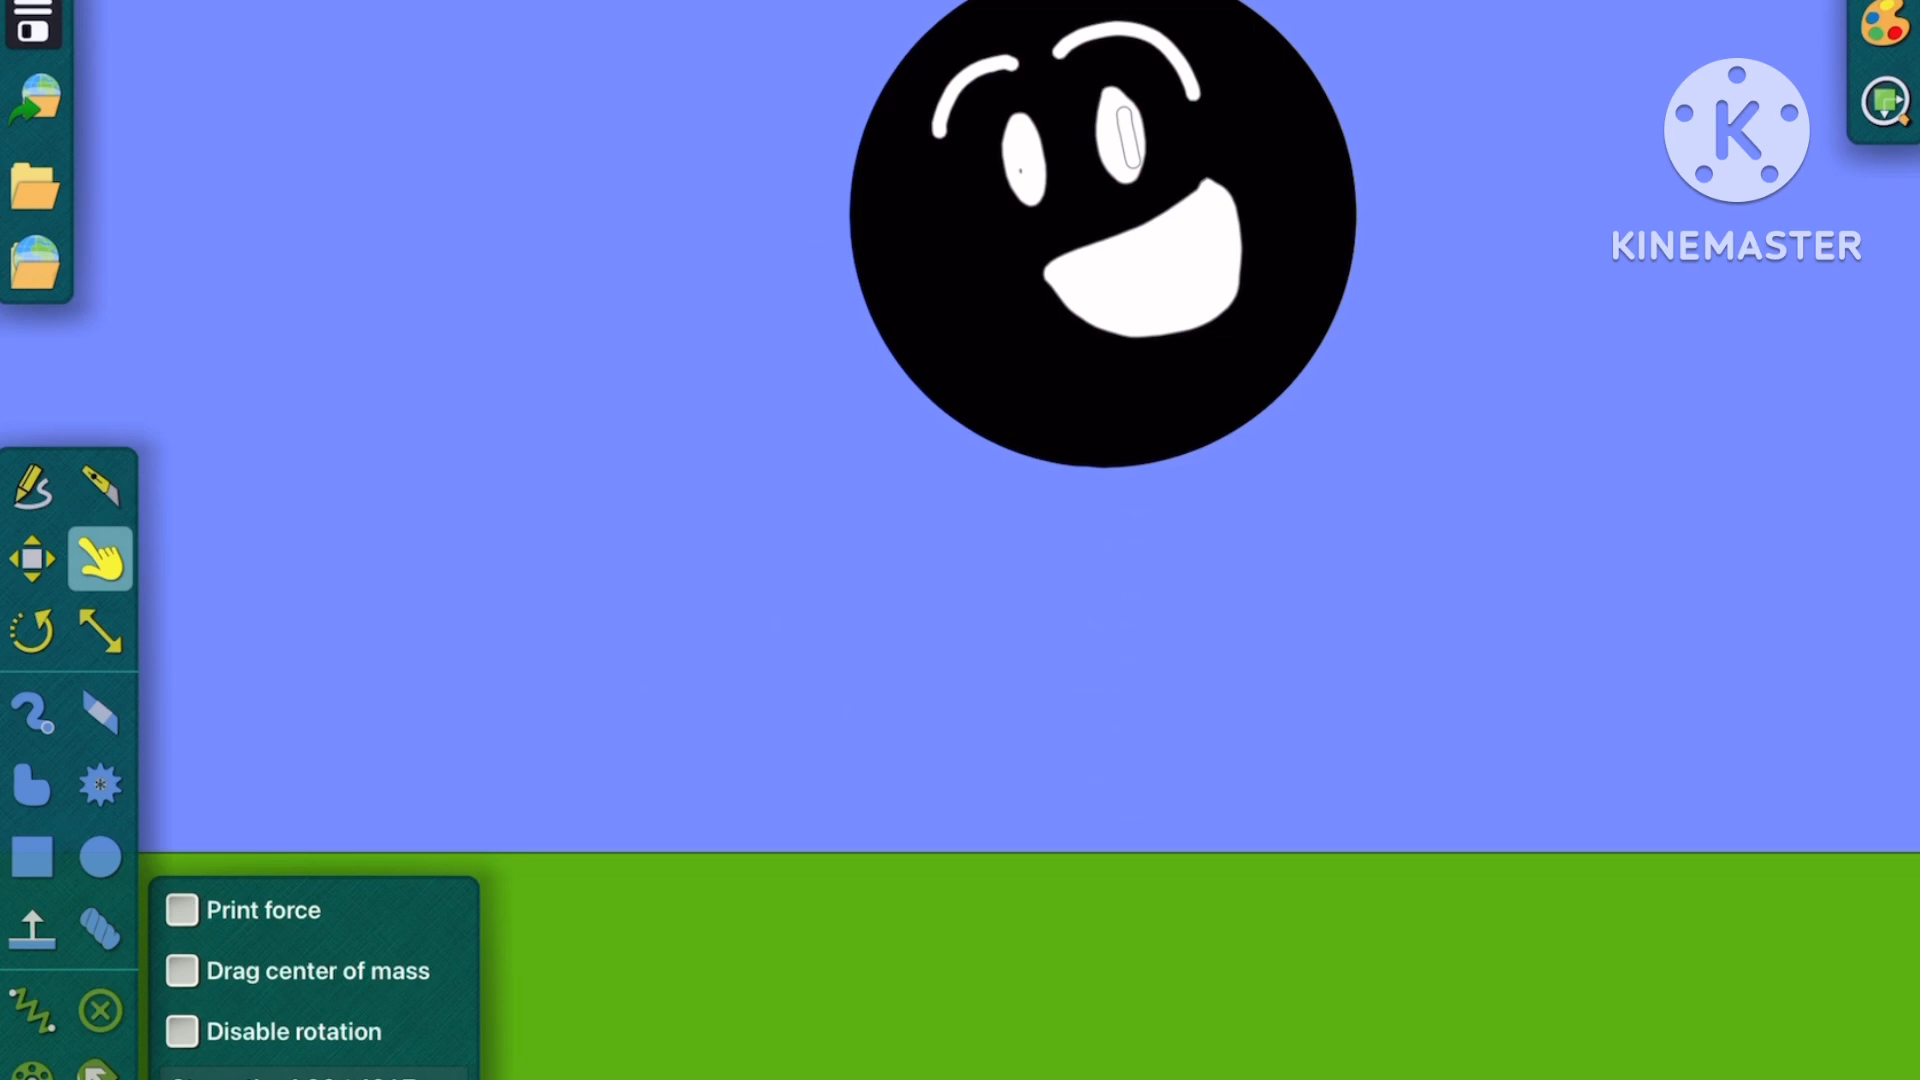 K
KINEMASTER
Print force
Drag center of mass
Disable rotation